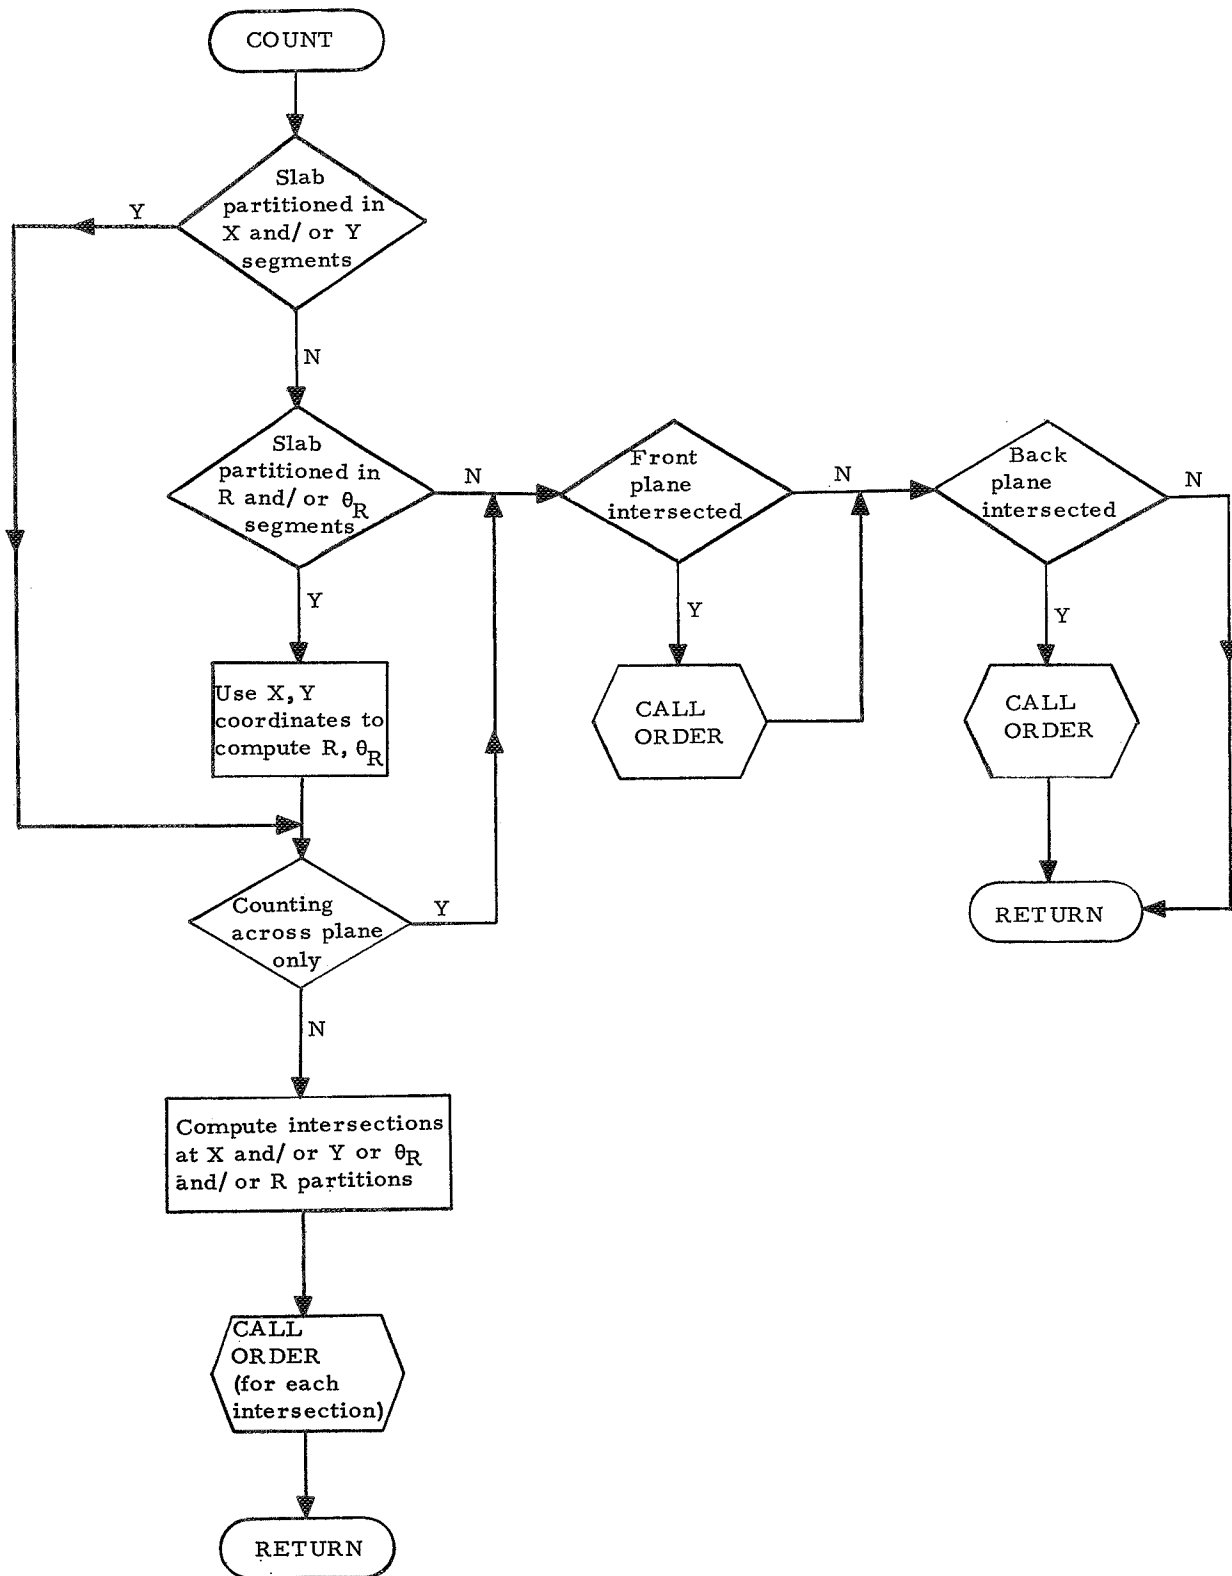 COUNT
Slab
partitioned in
X and/ or Y
segments
Y
N
Slab
partitioned in
R and/ or θR
segments
N
Y
Front
plane
intersected
N
Y
Back
plane
intersected
N
Y
Use X, Y
coordinates to
compute R, θR
CALL
ORDER
CALL
ORDER
RETURN
Counting
across plane
only
Y
N
Compute intersections
at X and/ or Y or θR
and/ or R partitions
CALL
ORDER
(for each
intersection)
RETURN